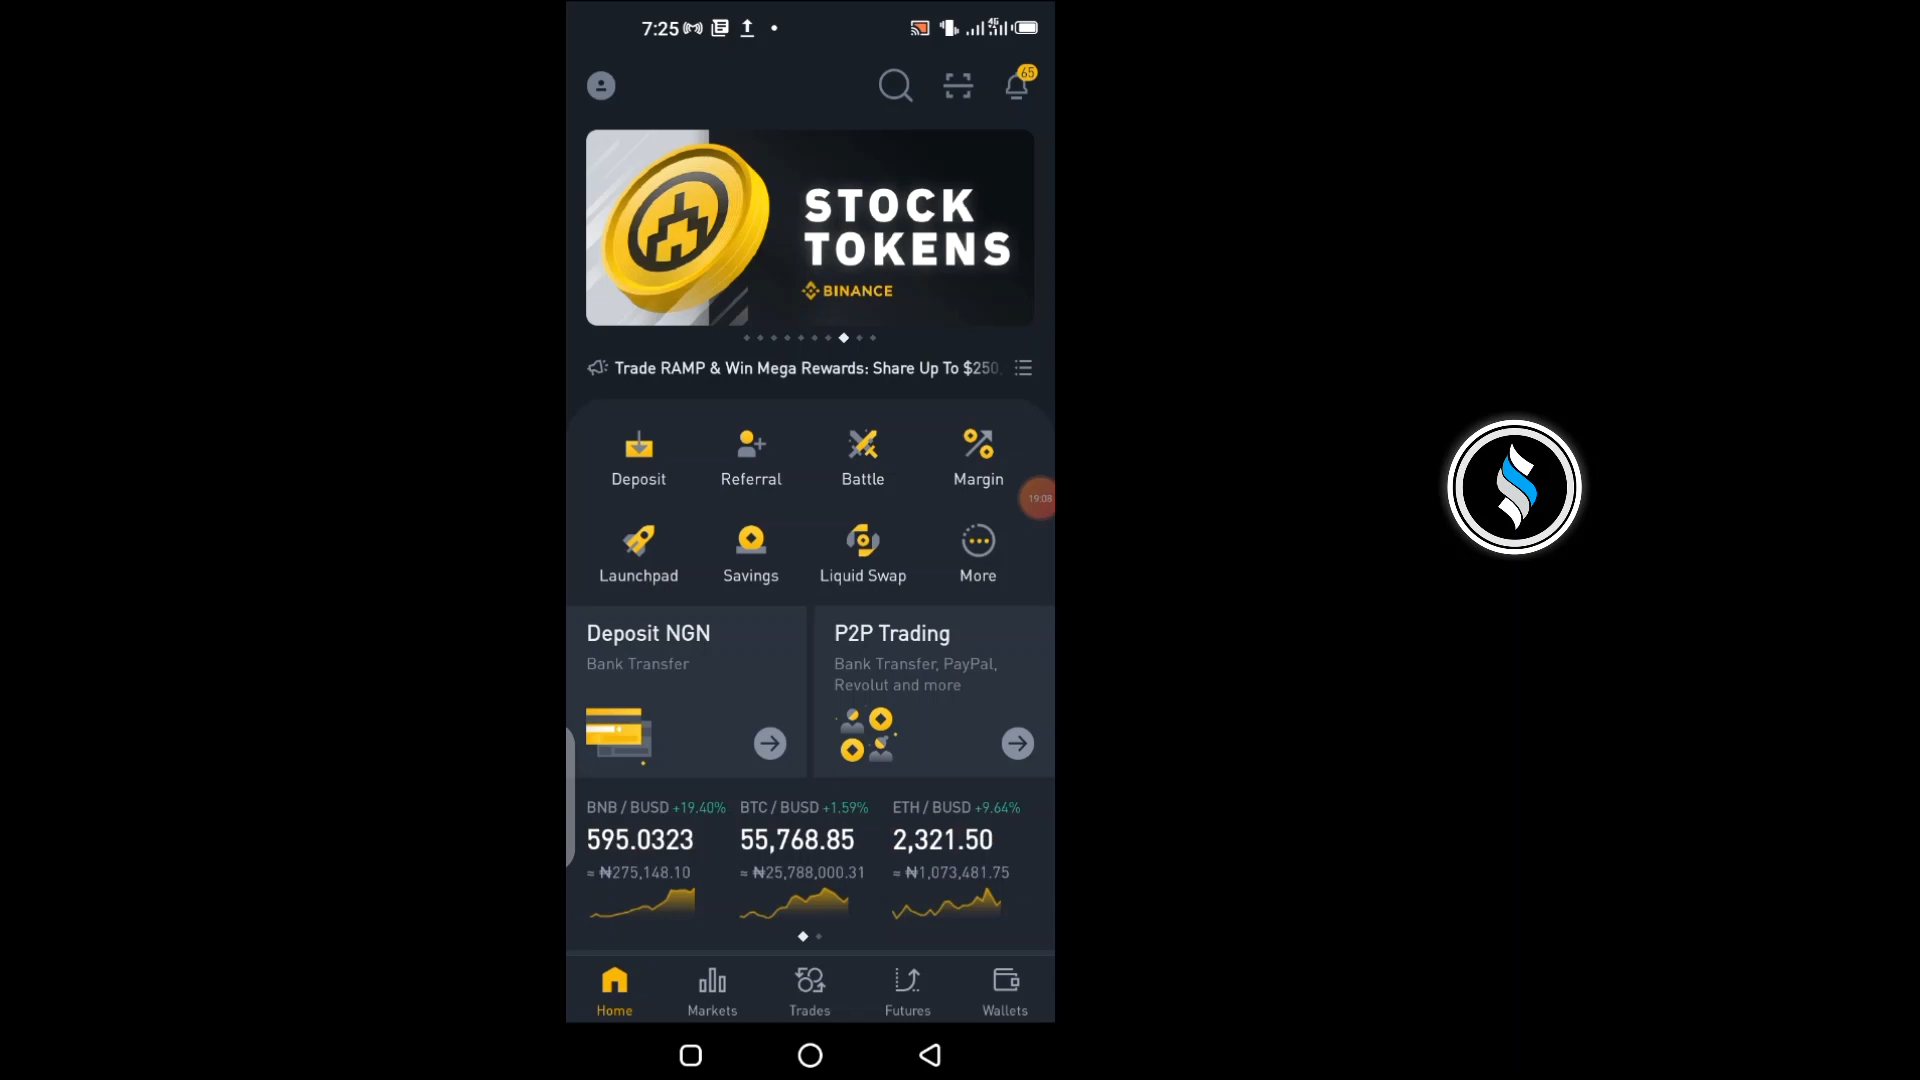 7:25
4G
65
STOCK
TOKENS
BINANCE
Trade RAMP & Win Mega Rewards: Share Up To $250,
Deposit
Referral
Battle
Margin
19:08
Launchpad
Savings
Liquid Swap
More
Deposit NGN
Bank Transfer
P2P Trading
Bank Transfer, PayPal,
Revolut and more
BNB / BUSD +19.40%
BTC / BUSD +1.59%
ETH / BUSD +9.64%
595.0323
55,768.85
2,321.50
≈ ₦275,148.10
≈ ₦25,788,000.31
≈ ₦1,073,481.75
Home
Markets
Trades
Futures
Wallets